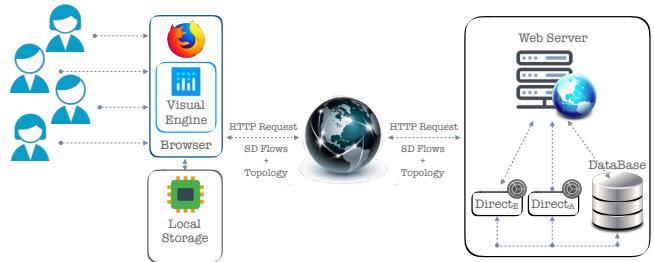 Visual
Engine
Browser
Local
Storage
HTTP Request
SD Flows
+
Topology
HTTP Request
SD Flows
+
Topology
Web Server
DataBase
DirectE
DirectA